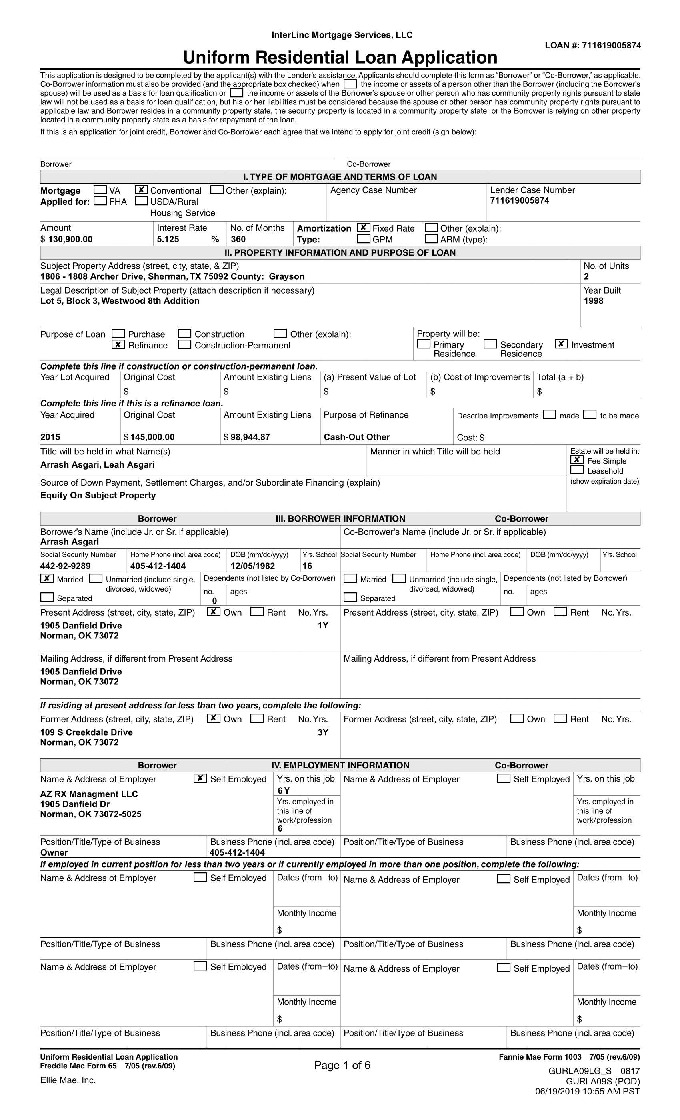 InterLinc Mortgage Services, LLC
LOAN #: 711619005874
Uniform Residential Loan Application
This application is designed to be completed by the applicant(s) with the Lender's assistance. Applicants should complete this form as "Borrower" or "Co-Borrower," as applicable.
Co-Borrower information must also be provided (and the appropriate box checked) when the income or assets of a person other than the Borrower (including the Borrower's
spouse) will be used as a basis for loan qualification or the income or assets of the Borrower's spouse or other person who has community property rights pursuant to state
law will not be used as a basis for loan qualification, but his or her liabilities must be considered because the spouse or other person has community property rights pursuant to
applicable law and Borrower resides in a community property state, the security property is located in a community property state, or the Borrower is relying on other property
located in a community property state as a basis for repayment of the loan.
If this is an application for joint credit, Borrower and Co-Borrower each agree that we intend to apply for joint credit (sign below):
Borrower Co-Borrower
I. TYPE OF MORTGAGE AND TERMS OF LOAN
Mortgage VA X Conventional Other (explain): Agency Case Number Lender Case Number
Applied for: FHA USDA/Rural 711619005874
Housing Service
Amount Interest Rate No. of Months Amortization X Fixed Rate Other (explain):
$ 130,900.00 5.125 % 360 Type: GPM ARM (type):
II. PROPERTY INFORMATION AND PURPOSE OF LOAN
Subject Property Address (street, city, state, & ZIP) No. of Units
1806 - 1808 Archer Drive, Sherman, TX 75092 County: Grayson 2
Legal Description of Subject Property (attach description if necessary) Year Built
Lot 5, Block 3, Westwood 8th Addition 1998
Purpose of Loan Purchase Construction Other (explain): Property will be:
X Refinance Construction-Permanent Primary Residence Secondary Residence X Investment
Complete this line if construction or construction-permanent loan.
Year Lot Acquired Original Cost Amount Existing Liens (a) Present Value of Lot (b) Cost of Improvements Total (a + b)
$ $ $ $ $
Complete this line if this is a refinance loan.
Year Acquired Original Cost Amount Existing Liens Purpose of Refinance Describe Improvements made to be made
2015 $ 145,000.00 $ 98,944.87 Cash-Out Other Cost: $
Title will be held in what Name(s) Manner in which Title will be held Estate will be held in:
Arrash Asgari, Leah Asgari X Fee Simple
Leasehold
Source of Down Payment, Settlement Charges, and/or Subordinate Financing (explain) (show expiration date)
Equity On Subject Property
Borrower III. BORROWER INFORMATION Co-Borrower
Borrower's Name (include Jr. or Sr. if applicable) Co-Borrower's Name (include Jr. or Sr. if applicable)
Arrash Asgari
Social Security Number Home Phone (incl. area code) DOB (mm/dd/yyyy) Yrs. School Social Security Number Home Phone (incl. area code) DOB (mm/dd/yyyy) Yrs. School
442-92-9289 405-412-1404 12/05/1982 16
X Married Unmarried (include single, Dependents (not listed by Co-Borrower) Married Unmarried (include single, Dependents (not listed by Borrower)
Separated divorced, widowed) no. ages Separated divorced, widowed) no. ages
0
Present Address (street, city, state, ZIP) X Own Rent No. Yrs. Present Address (street, city, state, ZIP) Own Rent No. Yrs.
1905 Danfield Drive 1Y
Norman, OK 73072
Mailing Address, if different from Present Address Mailing Address, if different from Present Address
1905 Danfield Drive
Norman, OK 73072
If residing at present address for less than two years, complete the following:
Former Address (street, city, state, ZIP) X Own Rent No. Yrs. Former Address (street, city, state, ZIP) Own Rent No. Yrs.
109 S Creekdale Drive 3Y
Norman, OK 73072
Borrower IV. EMPLOYMENT INFORMATION Co-Borrower
Name & Address of Employer X Self Employed Yrs. on this job Name & Address of Employer Self Employed Yrs. on this job
AZ RX Managment LLC 6 Y
1905 Danfield Dr Yrs. employed in this line of work/profession Yrs. employed in this line of work/profession
Norman, OK 73072-5025
6
Position/Title/Type of Business Business Phone (incl. area code) Position/Title/Type of Business Business Phone (incl. area code)
Owner 405-412-1404
If employed in current position for less than two years or if currently employed in more than one position, complete the following:
Name & Address of Employer Self Employed Dates (from–to) Name & Address of Employer Self Employed Dates (from–to)
Monthly Income Monthly Income
$ $
Position/Title/Type of Business Business Phone (incl. area code) Position/Title/Type of Business Business Phone (incl. area code)
Name & Address of Employer Self Employed Dates (from–to) Name & Address of Employer Self Employed Dates (from–to)
Monthly Income Monthly Income
$ $
Position/Title/Type of Business Business Phone (incl. area code) Position/Title/Type of Business Business Phone (incl. area code)
Uniform Residential Loan Application Fannie Mae Form 1003 7/05 (rev.6/09)
Freddie Mac Form 65 7/05 (rev.6/09) Page 1 of 6
GURLA09LG_S 0817
Ellie Mae, Inc. GURLA09S (POD)
06/19/2019 10:55 AM PST